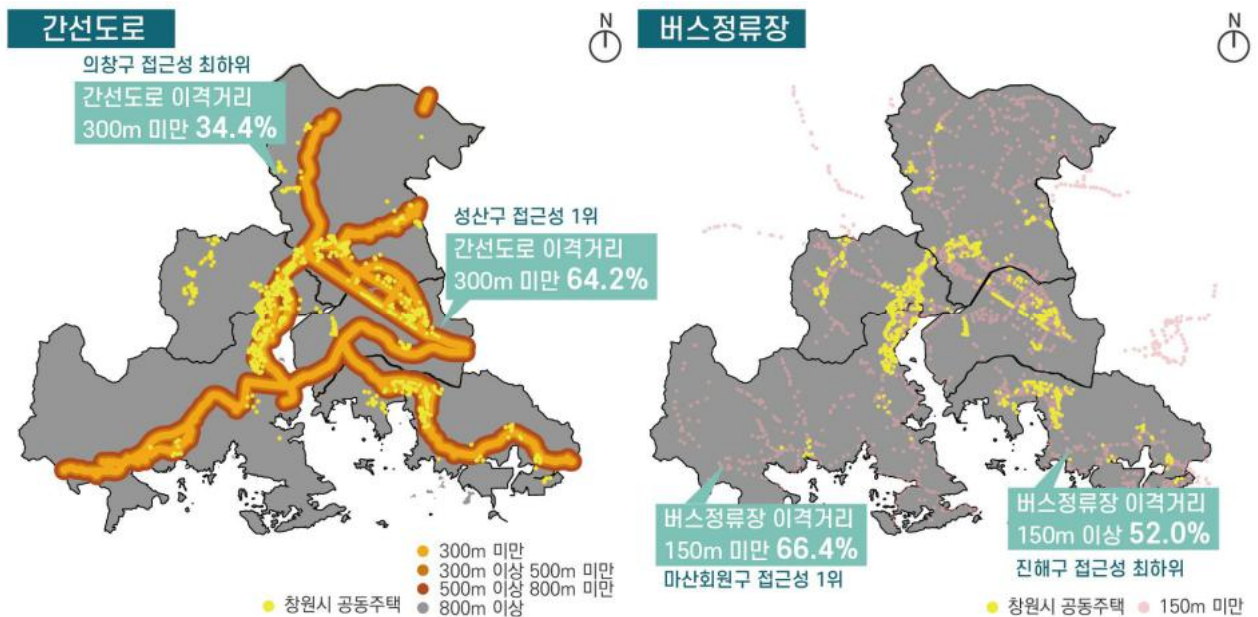 간선도로
N
의창구 접근성 최하위
간선도로 이격거리
300m 미만 34.4%
성산구 접근성 1위
간선도로 이격거리
300m 미만 64.2%
창원시 공동주택
300m 미만
300m 이상 500m 미만
500m 이상 800m 미만
800m 이상
버스정류장
N
버스정류장 이격거리
150m 미만 66.4%
마산회원구 접근성 1위
버스정류장 이격거리
150m 이상 52.0%
진해구 접근성 최하위
창원시 공동주택
150m 미만